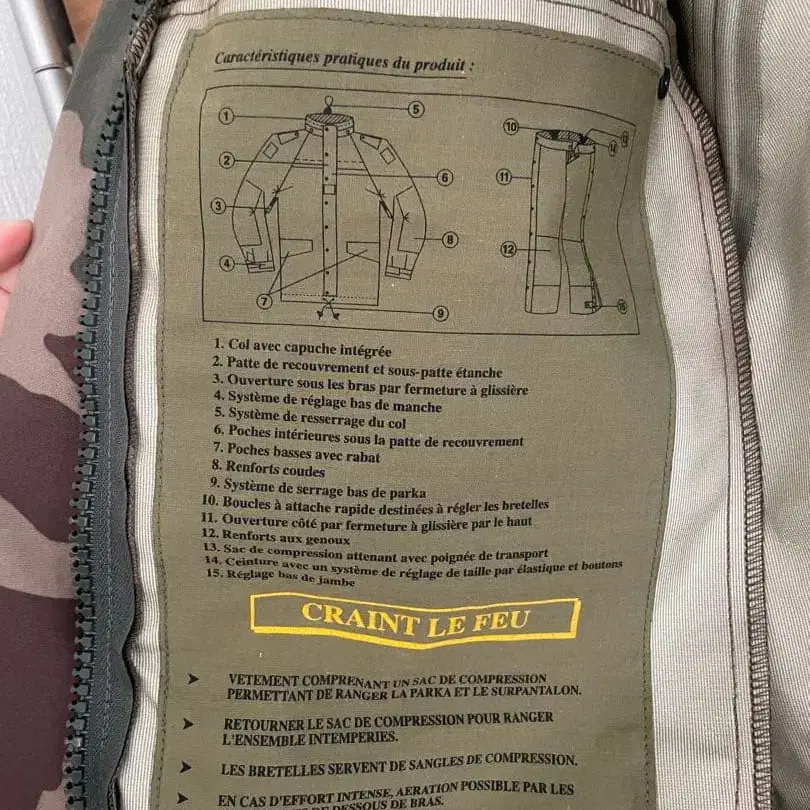 Caractéristiques pratiques du produit :
1
2
3
4
5
6
7
8
9
10
11
12
15
1. Col avec capuche intégrée
2. Patte de recouvrement et sous-patte étanche
3. Ouverture sous les bras par fermeture à glissière
4. Système de réglage bas de manche
5. Système de resserrage du col
6. Poches intérieures sous la patte de recouvrement
7. Poches basses avec rabat
8. Renforts coudes
9. Système de serrage bas de parka
10. Boucles à attache rapide destinées à régler les bretelles
11. Ouverture côté par fermeture à glissière par le haut
12. Renforts aux genoux
13. Sac de compression attenant avec poignée de transport
14. Ceinture avec un système de réglage de taille par élastique et boutons
15. Réglage bas de jambe
CRAINT LE FEU
➤ VETEMENT COMPRENANT UN SAC DE COMPRESSION
PERMETTANT DE RANGER LA PARKA ET LE SURPANTALON.
➤ RETOURNER LE SAC DE COMPRESSION POUR RANGER
L'ENSEMBLE INTEMPERIES.
➤ LES BRETELLES SERVENT DE SANGLES DE COMPRESSION.
➤ EN CAS D'EFFORT INTENSE, AERATION POSSIBLE PAR LES
DE DESSOUS DE BRAS.